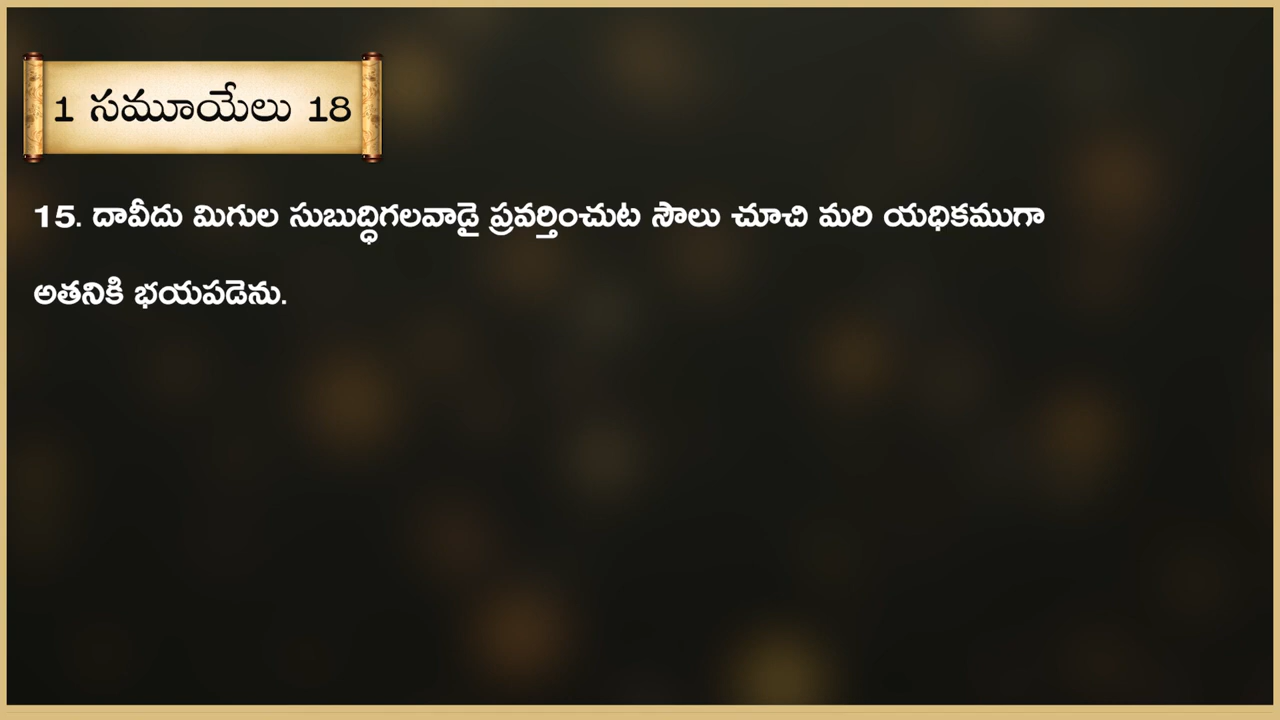 1 సమూయేలు 18
15. దావీదు మిగుల సుబుద్ధిగలవాడై ప్రవర్తించుట సౌలు చూచి మరి యధికముగా
అతనికి భయపడెను.